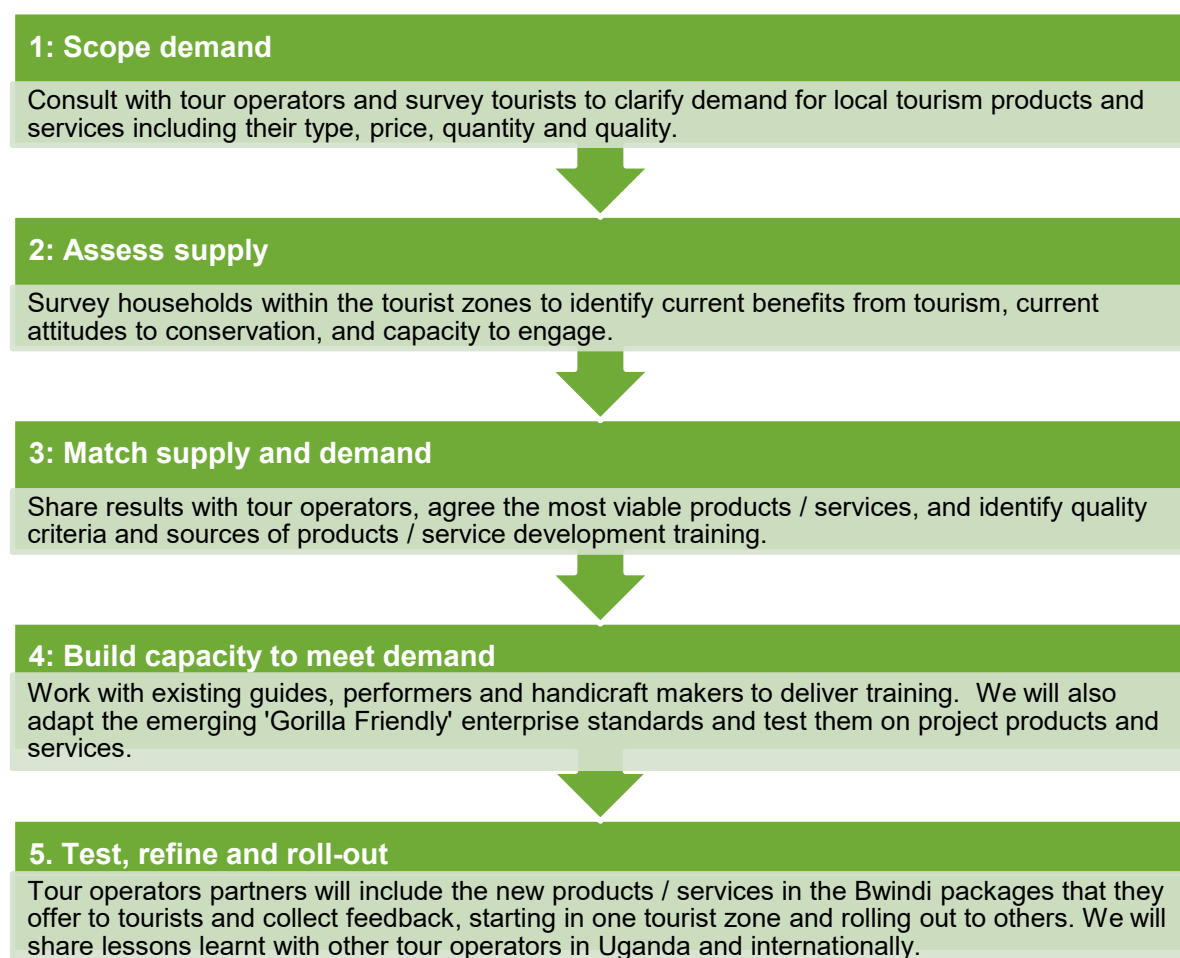 1: Scope demand
Consult with tour operators and survey tourists to clarify demand for local tourism products and
services including their type, price, quantity and quality.
2: Assess supply
Survey households within the tourist zones to identify current benefits from tourism, current
attitudes to conservation, and capacity to engage.
3: Match supply and demand
Share results with tour operators, agree the most viable products / services, and identify quality
criteria and sources of products / service development training.
4: Build capacity to meet demand
Work with existing guides, performers and handicraft makers to deliver training.  We will also
adapt the emerging 'Gorilla Friendly' enterprise standards and test them on project products and
services.
5. Test, refine and roll-out
Tour operators partners will include the new products / services in the Bwindi packages that they
offer to tourists and collect feedback, starting in one tourist zone and rolling out to others. We will
share lessons learnt with other tour operators in Uganda and internationally.